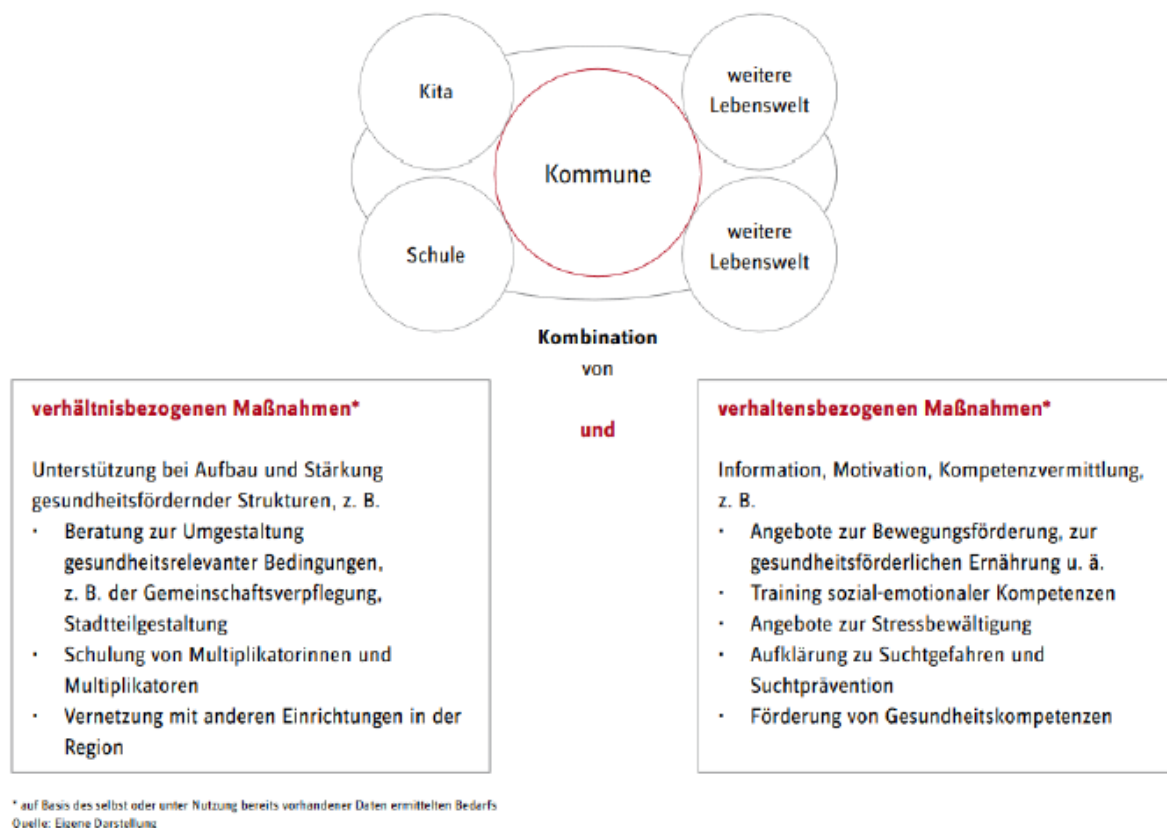 Kita
weitere
Lebenswelt
Kommune
Schule
weitere
Lebenswelt
Kombination
von
und
verhältnisbezogenen Maßnahmen*
Unterstützung bei Aufbau und Stärkung
gesundheitsfördernder Strukturen, z. B.
· Beratung zur Umgestaltung
gesundheitsrelevanter Bedingungen,
z. B. der Gemeinschaftsverpflegung,
Stadtteilgestaltung
· Schulung von Multiplikatorinnen und
Multiplikatoren
· Vernetzung mit anderen Einrichtungen in der
Region
verhaltensbezogenen Maßnahmen*
Information, Motivation, Kompetenzvermittlung,
z. B.
· Angebote zur Bewegungsförderung, zur
gesundheitsförderlichen Ernährung u. ä.
· Training sozial-emotionaler Kompetenzen
· Angebote zur Stressbewältigung
· Aufklärung zu Suchtgefahren und
Suchtprävention
· Förderung von Gesundheitskompetenzen
* auf Basis des selbst oder unter Nutzung bereits vorhandener Daten ermittelten Bedarfs
Quelle: Eigene Darstellung